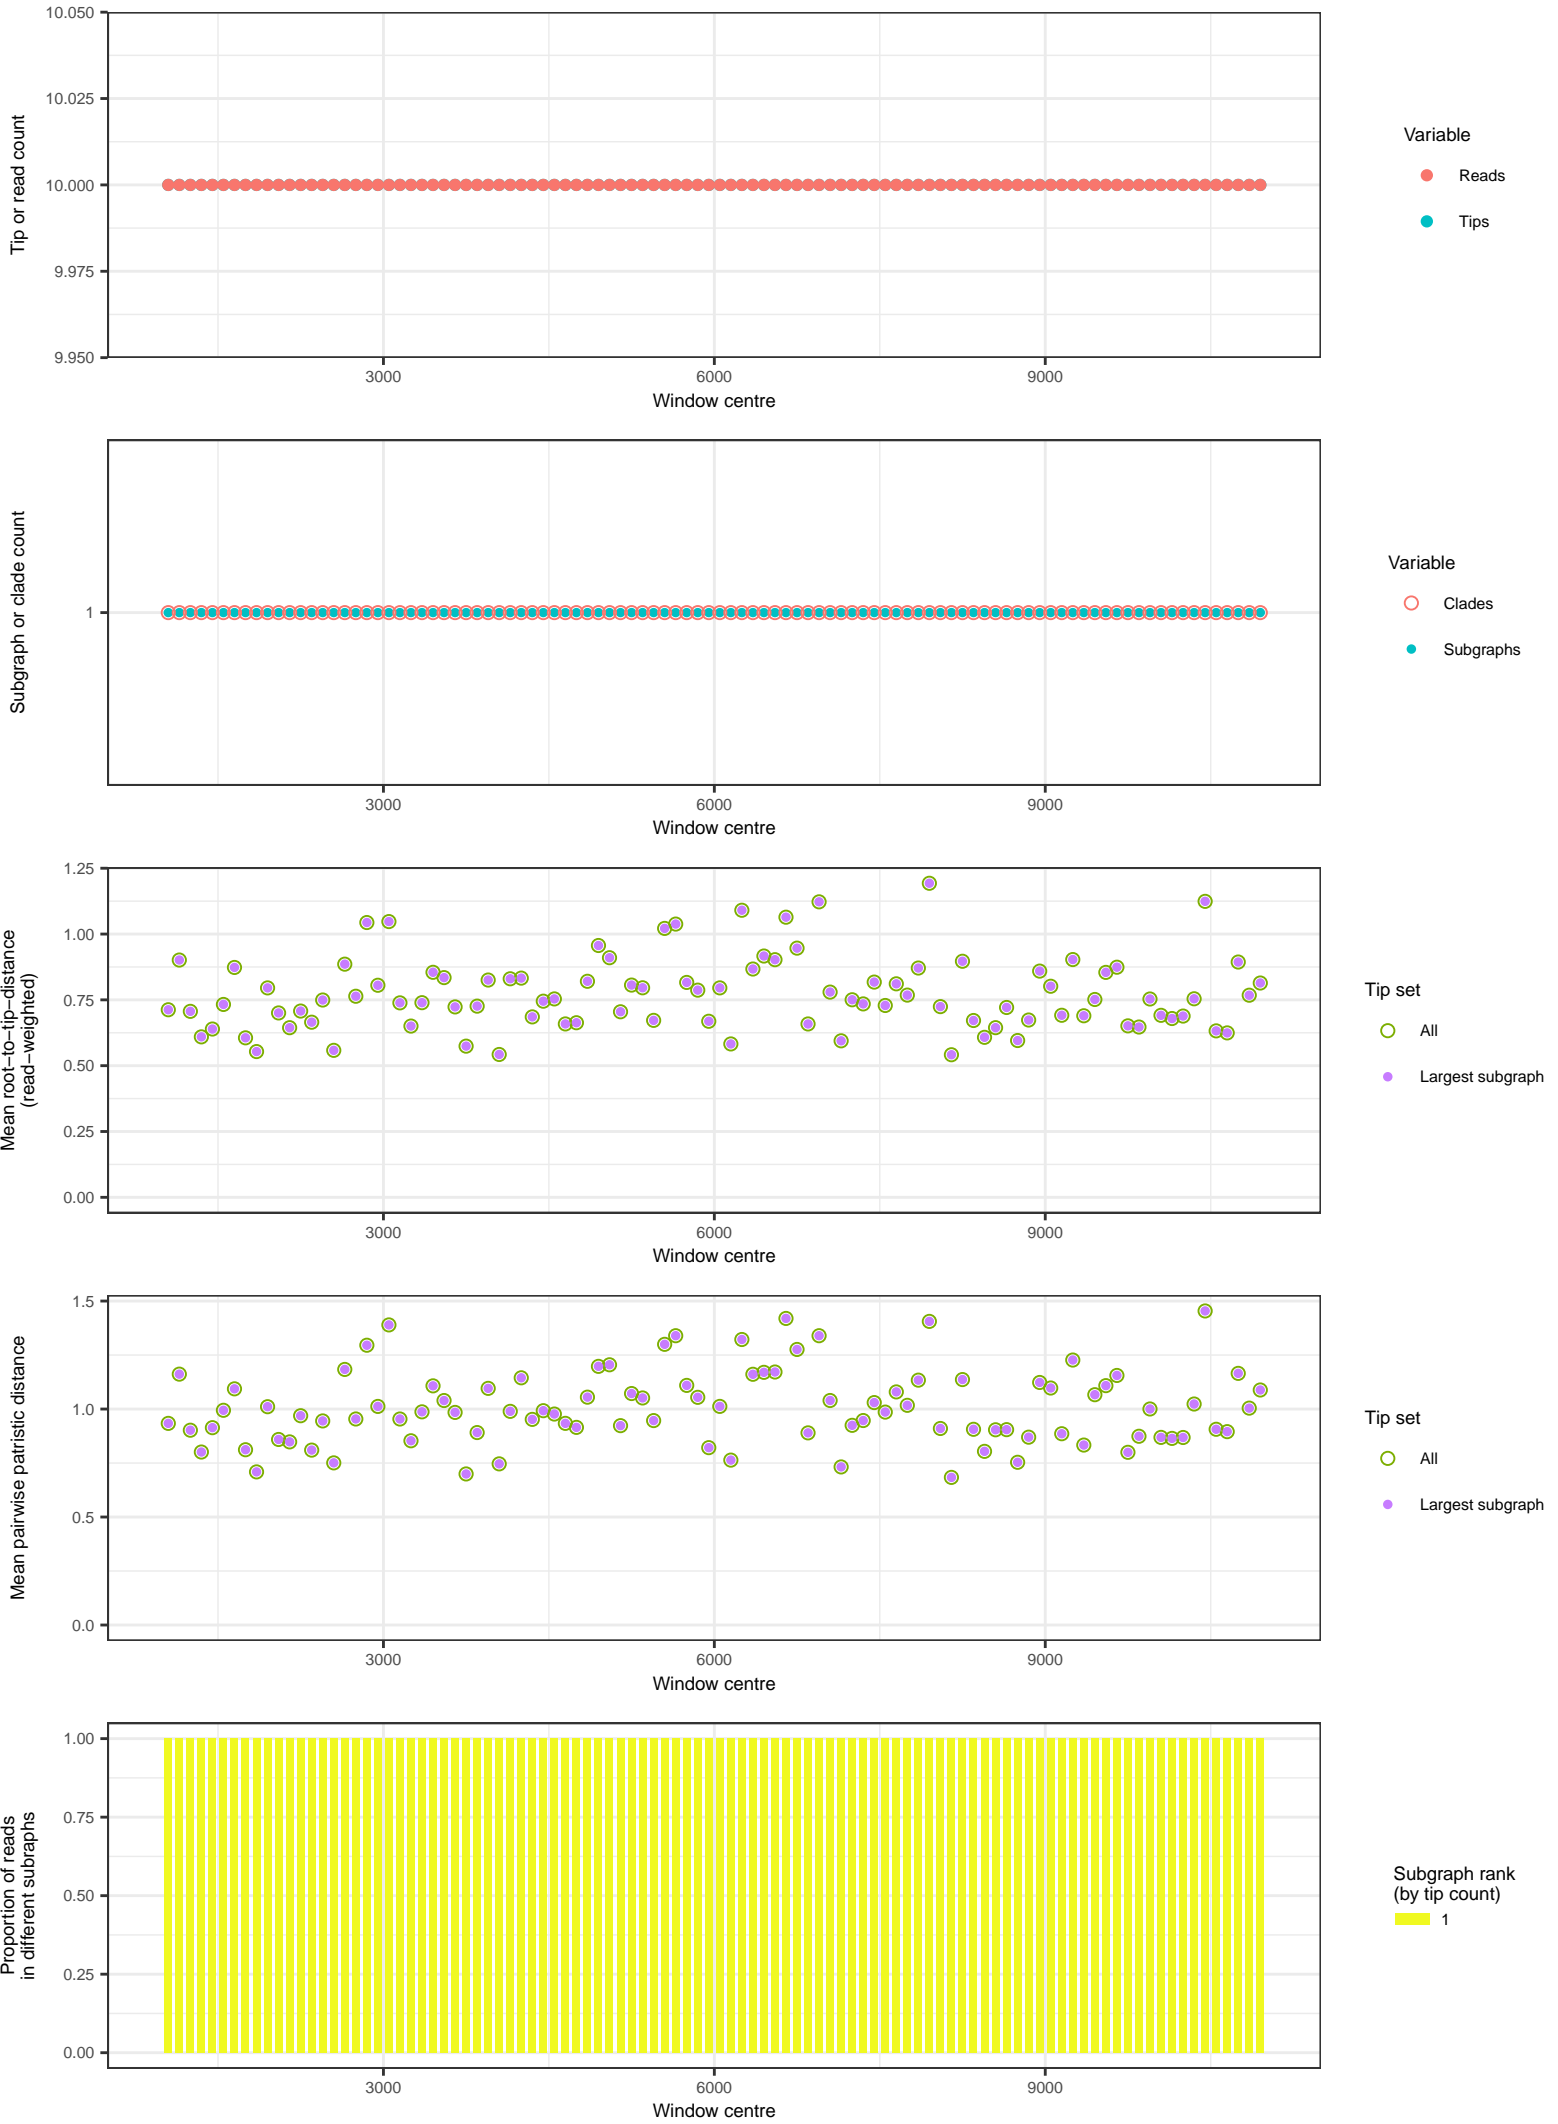 10.050
10.025
10.000
9.975
9.950
Tip or read count
3000 6000 9000
Window centre
Variable
Reads
Tips
1
Subgraph or clade count
3000 6000 9000
Window centre
Variable
Clades
Subgraphs
1.25
1.00
0.75
0.50
0.25
0.00
Mean root−to−tip−distance
(read−weighted)
3000 6000 9000
Window centre
Tip set
All
Largest subgraph
1.5
1.0
0.5
0.0
Mean pairwise patristic distance
3000 6000 9000
Window centre
Tip set
All
Largest subgraph
1.00
0.75
0.50
0.25
0.00
Proportion of reads
in different subraphs
3000 6000 9000
Window centre
Subgraph rank
(by tip count)
1